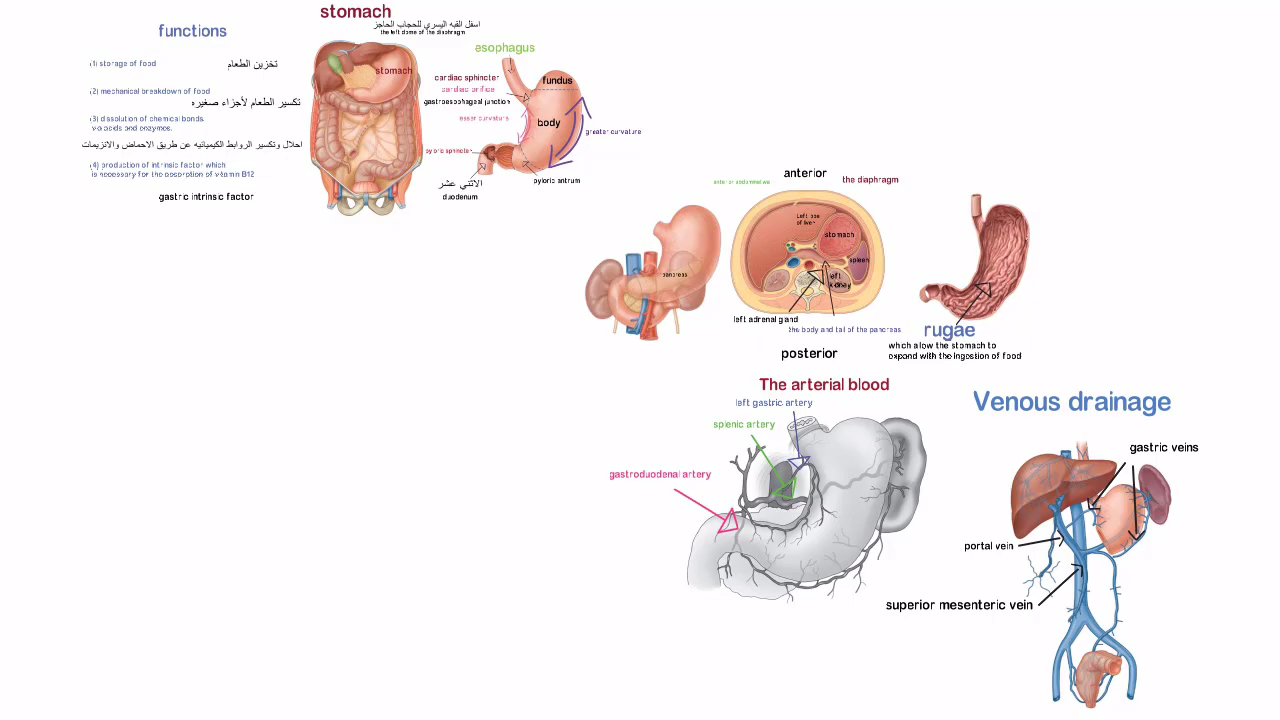 stomach
اسفل القبه اليسري للحجاب الحاجز
the left dome of the diaphragm
functions
(1) storage of food
تخزين الطعام
(2) mechanical breakdown of food
تكسير الطعام لأجزاء صغيره
(3) dissolution of chemical bonds.
via acids and enzymes.
احلال وتكسير الروابط الكيميائيه عن طريق الاحماض والانزيمات
(4) production of intrinsic factor which
is necessary for the absorption of vitamin B12
gastric intrinsic factor
stomach
esophagus
cardiac sphincter
cardiac orifice
gastroesophageal junction
lesser curvature
fundus
body
greater curvature
pyloric sphincter
pyloric antrum
الاثني عشر
duodenum
anterior
the diaphragm
Left lobe
of liver
stomach
spleen
left
kidney
pancreas
left adrenal gland
the body and tail of the pancreas
posterior
rugae
which alow the stomach to
expand with the ingestion of food
The arterial blood
left gastric artery
splenic artery
gastroduodenal artery
Venous drainage
gastric veins
portal vein
superior mesenteric vein